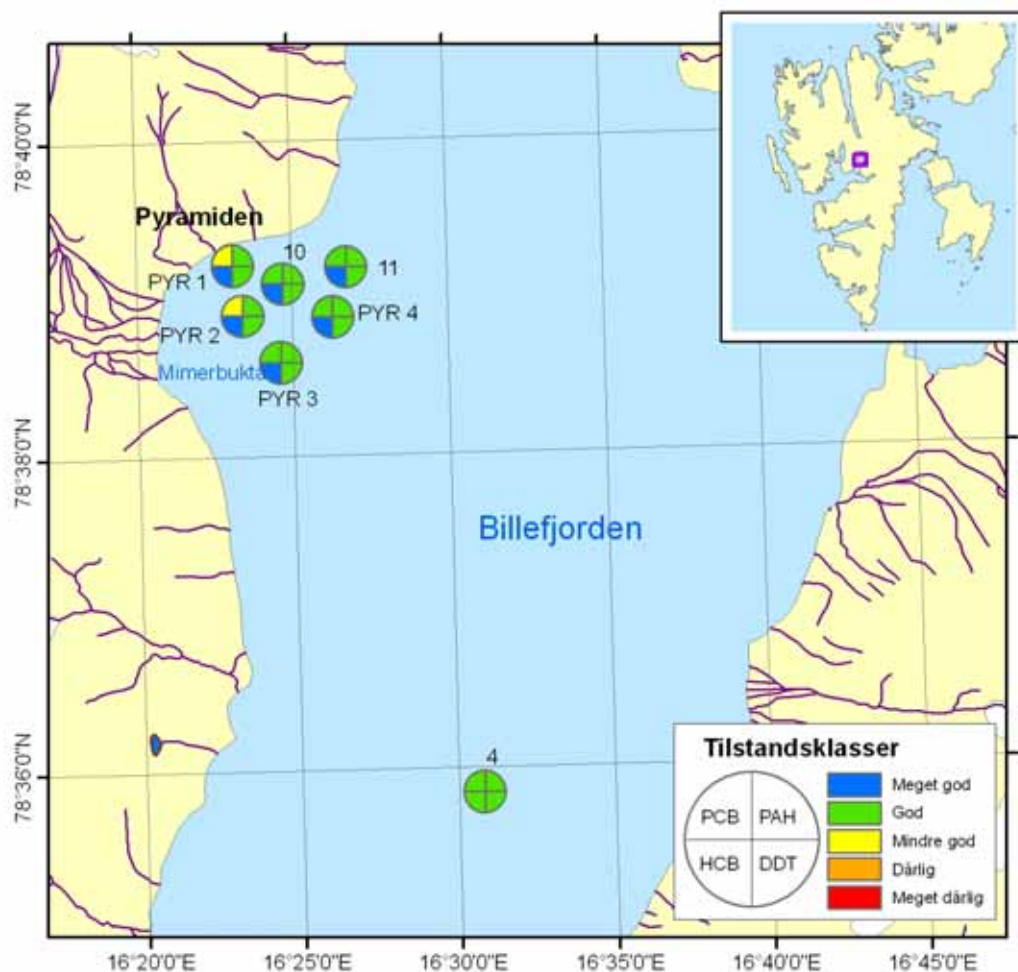 78°40'0"N
78°38'0"N
78°36'0"N
Pyramiden
10
11
PYR 1
PYR 4
PYR 2
Mimerbukta
PYR 3
Billefjorden
4
Tilstandsklasser
PCB PAH
HCB DDT
Meget god
God
Mindre god
Dårlig
Meget dårlig
16°20'0"E 16°25'0"E 16°30'0"E 16°35'0"E 16°40'0"E 16°45'0"E